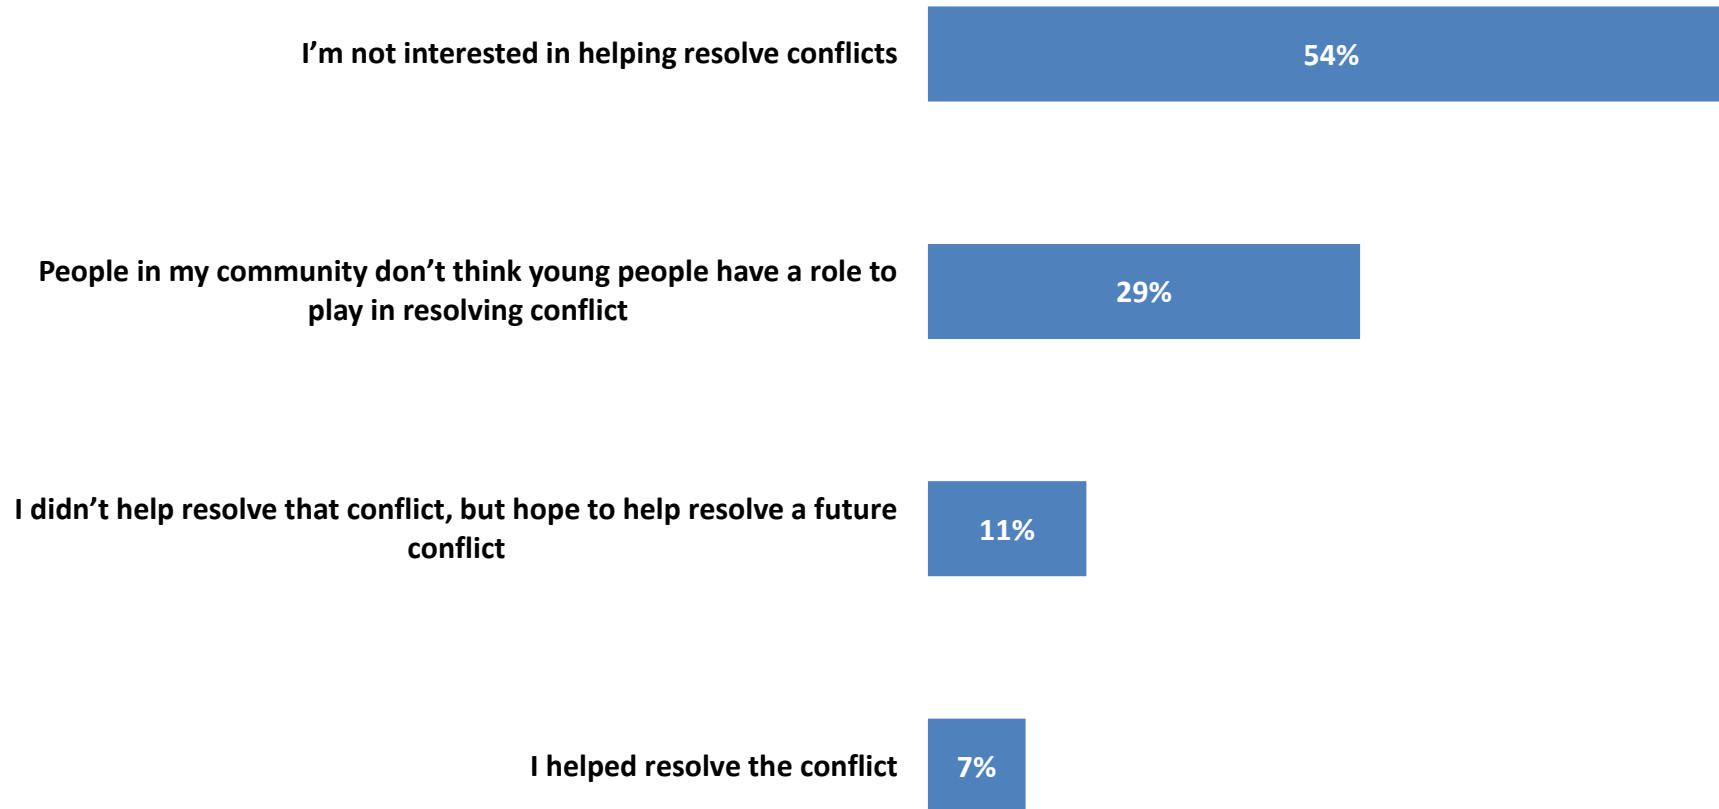 I’m not interested in helping resolve conflicts
54%
People in my community don’t think young people have a role to
play in resolving conflict
29%
I didn’t help resolve that conflict, but hope to help resolve a future
conflict
11%
I helped resolve the conflict
7%